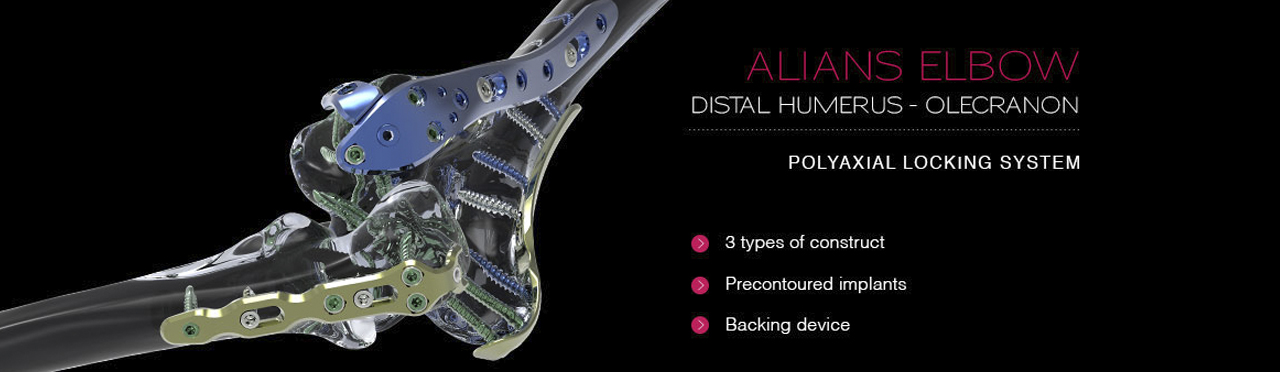 ALIANS ELBOW
DISTAL HUMERUS - OLECRANON
POLYAXIAL LOCKING SYSTEM
3 types of construct
Precontoured implants
Backing device